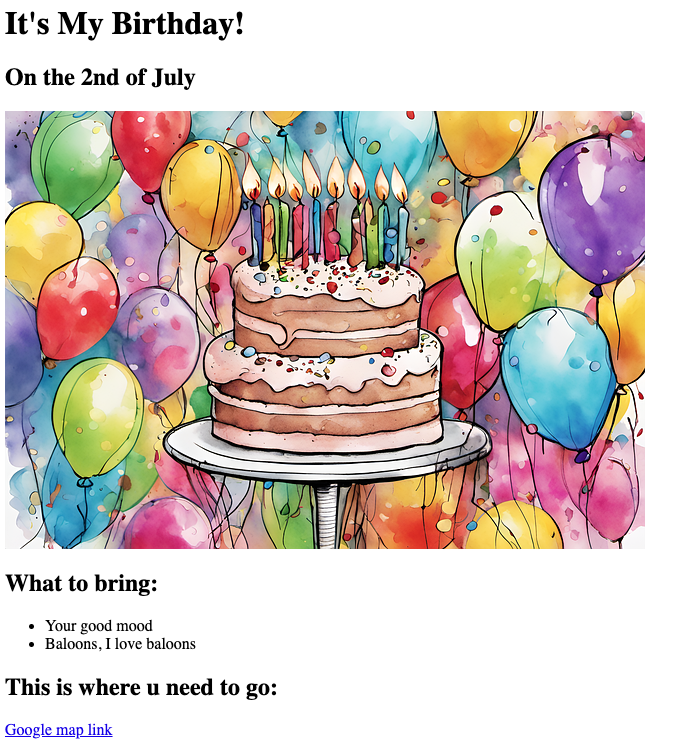 It's My Birthday!
On the 2nd of July
What to bring:
Your good mood
Baloons, I love baloons
This is where u need to go:
Google map link